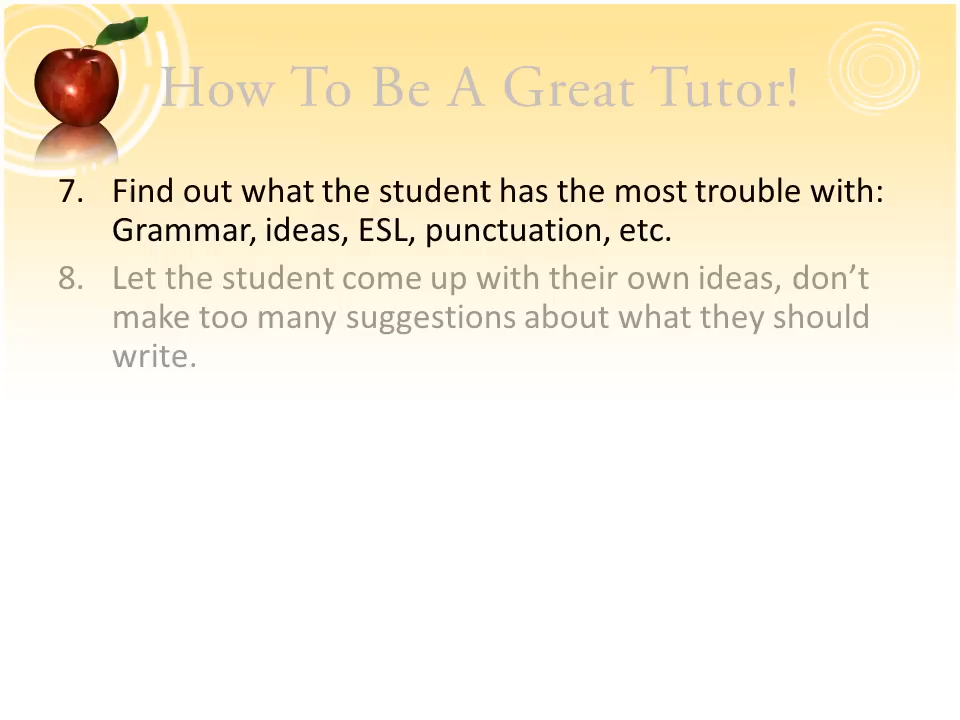 How To Be A Great Tutor!
7. Find out what the student has the most trouble with:
Grammar, ideas, ESL, punctuation, etc.
8. Let the student come up with their own ideas, don’t
make too many suggestions about what they should
write.